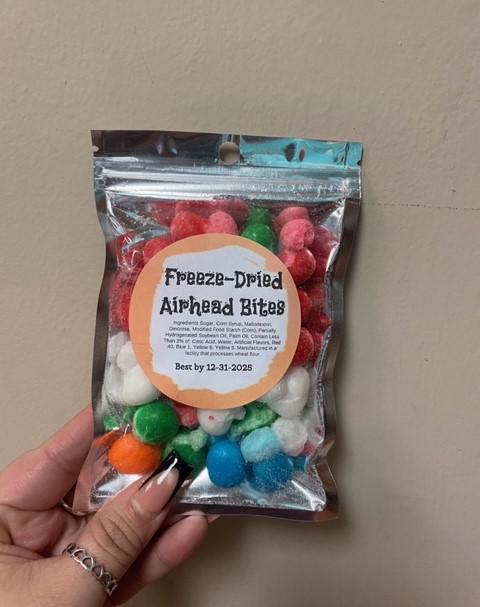 Freeze-Dried
Airhead Bites
Ingredients Sugar, Corn Syrup, Maltodextrin,
Dextrose, Modified Food Starch (Corn), Partially
Hydrogenated Soybean Oil, Palm Oil, Contain Less
Than 2% of: Citric Acid, Water, Artificial Flavors, Red
40, Blue 1, Yellow 6, Yellow 5. Manufactured in a
facility that processes wheat flour.
Best by 12-31-2025